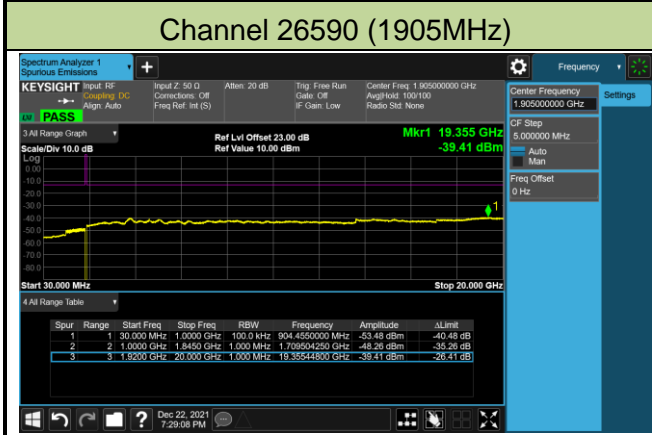 Channel 26590 (1905MHz)
Spectrum Analyzer 1
Spurious Emissions
Frequency
KEYSIGHT Input: RF Input Z: 50 Ω Atten: 20 dB Trig: Free Run Center Freq: 1.905000000 GHz
Coupling: DC Corrections: Off Gate: Off Avg|Hold: 100/100
Align: Auto Freq Ref: Int (S) IF Gain: Low Radio Std: None
PASS
Center Frequency
1.905000000 GHz
Settings
CF Step
5.000000 MHz
Auto
Man
Freq Offset
0 Hz
3 All Range Graph
Ref Lvl Offset 23.00 dB Mkr1 19.355 GHz
Scale/Div 10.0 dB Ref Value 10.00 dBm -39.41 dBm
Log
0.00
-10.0
-20.0
-30.0
1
-40.0
-50.0
-60.0
-70.0
-80.0
Start 30.000 MHz Stop 20.000 GHz
4 All Range Table
Spur Range Start Freq Stop Freq RBW Frequency Amplitude ΔLimit
1 1 30.000 MHz 1.0000 GHz 100.0 kHz 904.4550000 MHz -53.48 dBm -40.48 dB
2 2 1.0000 GHz 1.8450 GHz 1.000 MHz 1.709504250 GHz -48.26 dBm -35.26 dB
3 3 1.9200 GHz 20.000 GHz 1.000 MHz 19.35544800 GHz -39.41 dBm -26.41 dB
Dec 22, 2021
7:29:08 PM